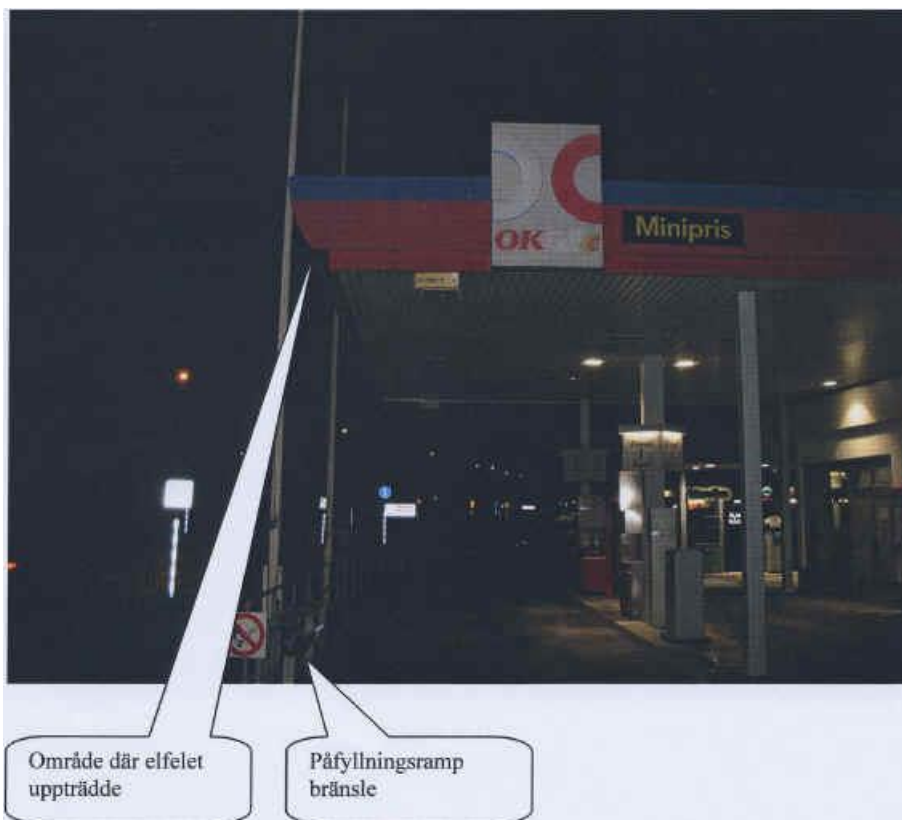 OK
Minipris
Område där elfelet
uppträdde
Påfyllningsramp
bränsle